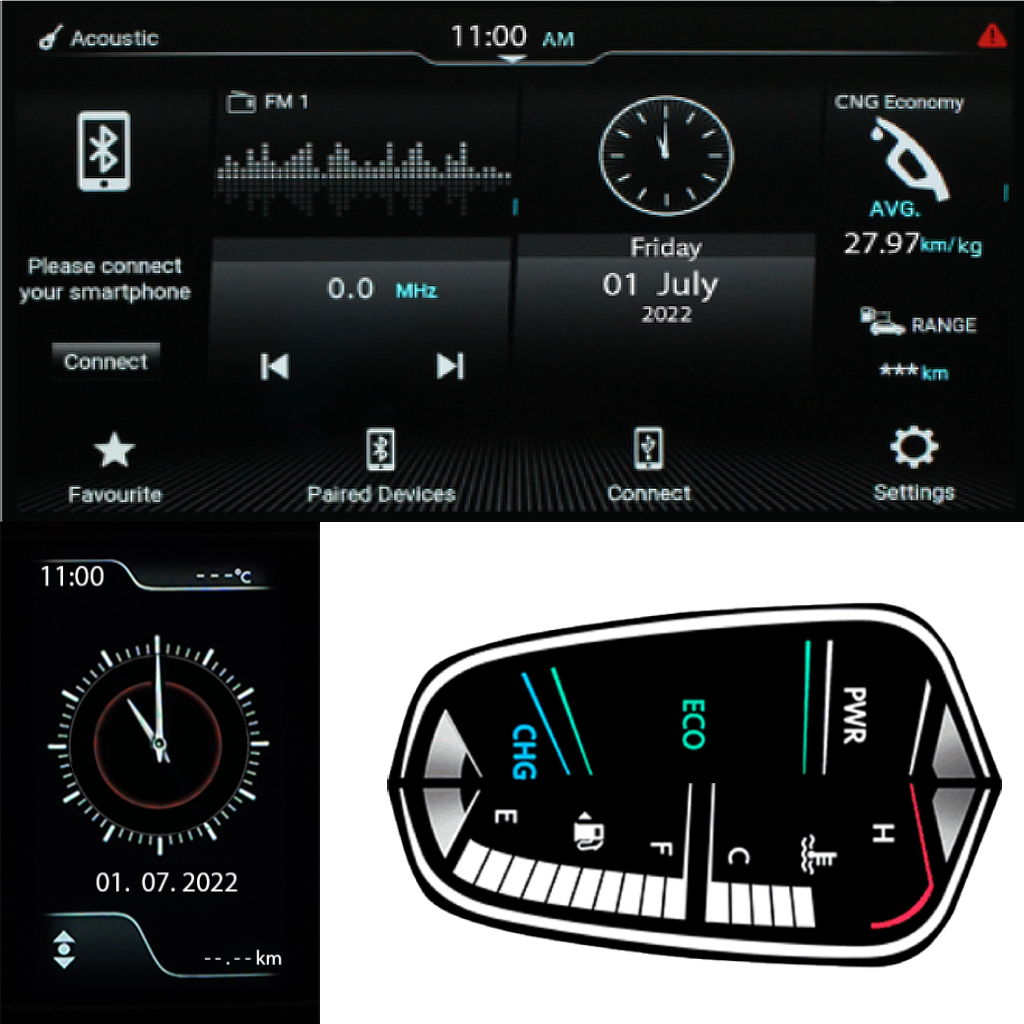 Acoustic
11:00 AM
FM 1
CNG Economy
AVG.
27.97km/kg
Please connect
your smartphone
Connect
0.0 MHz
Friday
01 July
2022
RANGE
***km
Favourite
Paired Devices
Connect
Settings
11:00
---°C
01. 07. 2022
--.--km
CHG
ECO
PWR
E
F
C
H